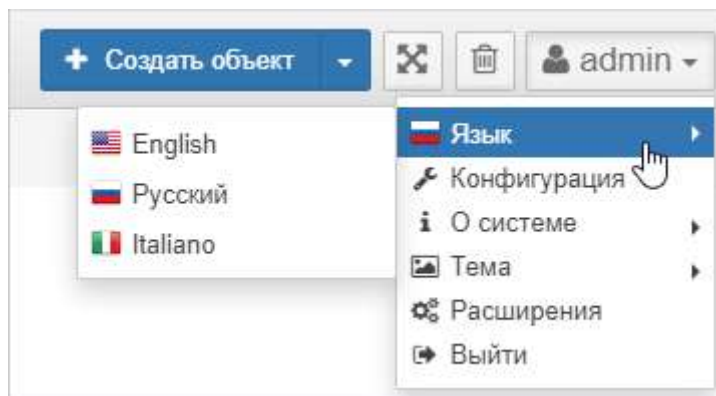 Создать объект
admin
English
Русский
Italiano
Язык
Конфигурация
О системе
Тема
Расширения
Выйти